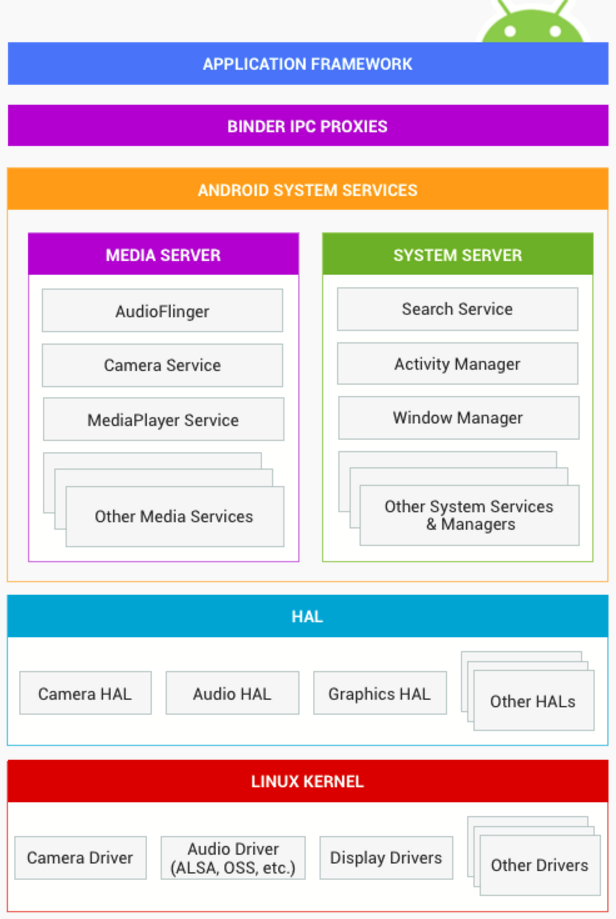 APPLICATION FRAMEWORK
BINDER IPC PROXIES
ANDROID SYSTEM SERVICES
MEDIA SERVER
AudioFlinger
Camera Service
MediaPlayer Service
Other Media Services
SYSTEM SERVER
Search Service
Activity Manager
Window Manager
Other System Services
& Managers
HAL
Camera HAL
Audio HAL
Graphics HAL
Other HALs
LINUX KERNEL
Camera Driver
Audio Driver
(ALSA, OSS, etc.)
Display Drivers
Other Drivers